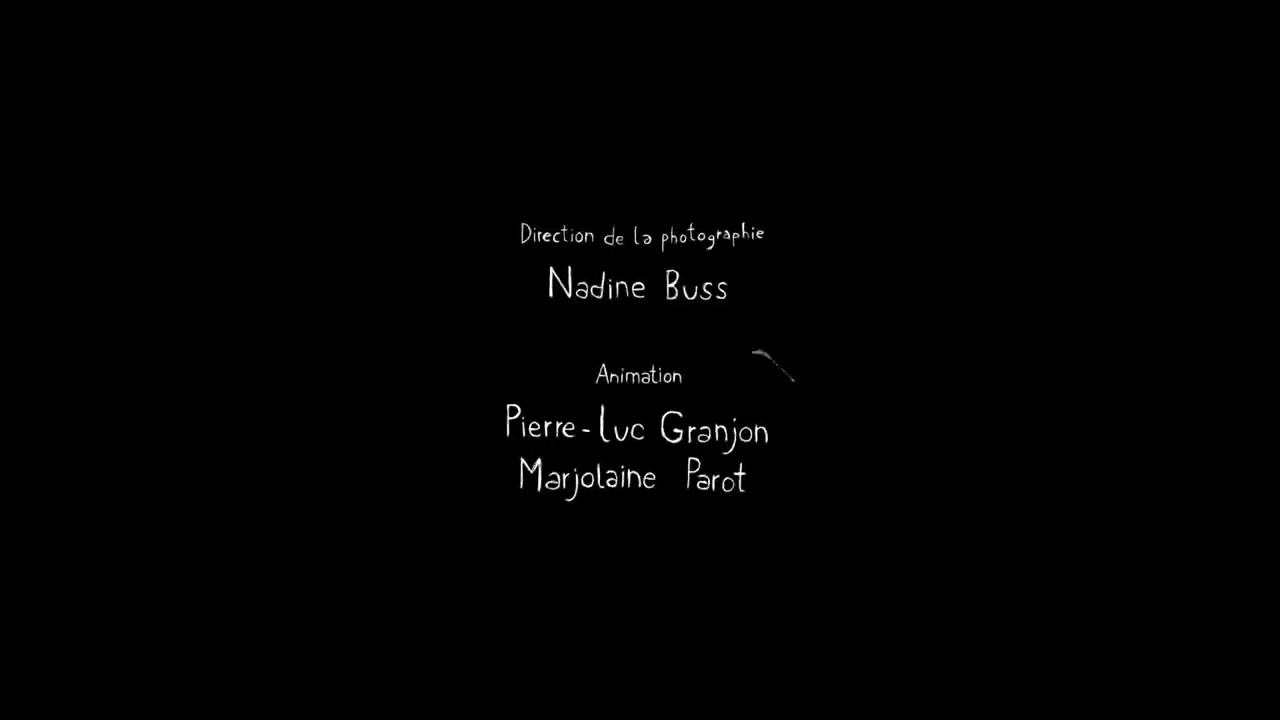 Direction de la photographie
Nadine Buss
Animation
Pierre-Luc Granjon
Marjolaine Parot